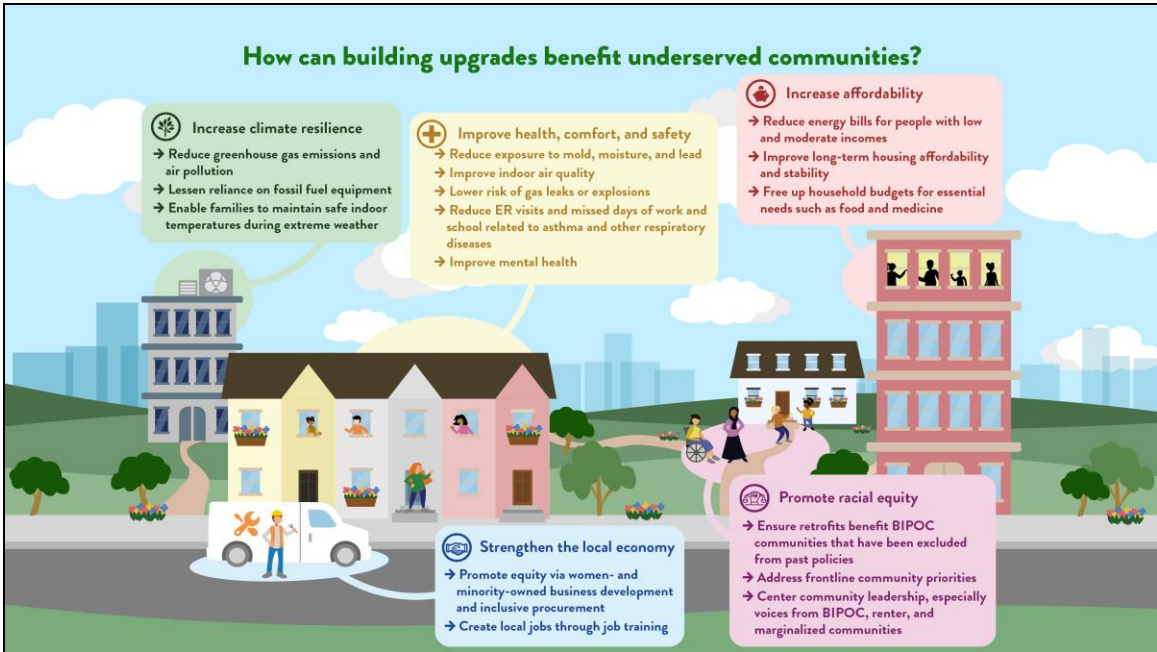 How can building upgrades benefit underserved communities?
Increase climate resilience
→ Reduce greenhouse gas emissions and
air pollution
→ Lessen reliance on fossil fuel equipment
→ Enable families to maintain safe indoor
temperatures during extreme weather
Improve health, comfort, and safety
→ Reduce exposure to mold, moisture, and lead
→ Improve indoor air quality
→ Lower risk of gas leaks or explosions
→ Reduce ER visits and missed days of work and
school related to asthma and other respiratory
diseases
→ Improve mental health
Increase affordability
→ Reduce energy bills for people with low
and moderate incomes
→ Improve long-term housing affordability
and stability
→ Free up household budgets for essential
needs such as food and medicine
Strengthen the local economy
→ Promote equity via women- and
minority-owned business development
and inclusive procurement
→ Create local jobs through job training
Promote racial equity
→ Ensure retrofits benefit BIPOC
communities that have been excluded
from past policies
→ Address frontline community priorities
→ Center community leadership, especially
voices from BIPOC, renter, and
marginalized communities